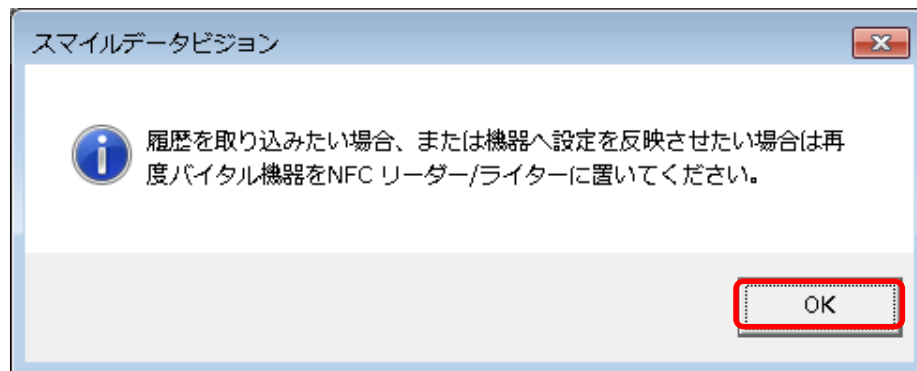 スマイルデータビジョン
履歴を取り込みたい場合、または機器へ設定を反映させたい場合は再
度バイタル機器をNFC リーダー/ライターに置いてください。
OK